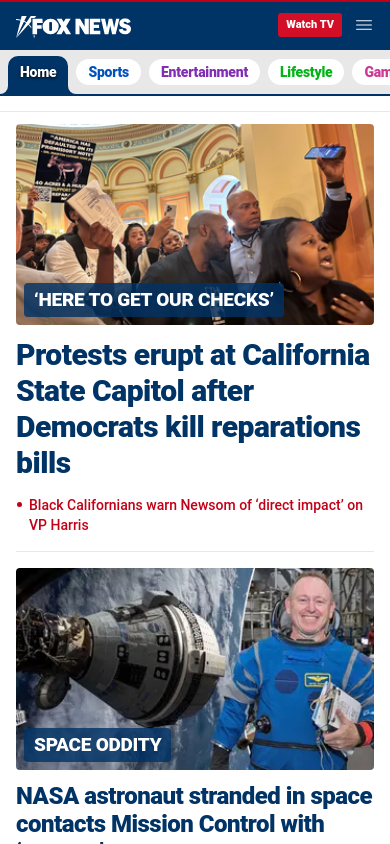 FOX NEWS
Watch TV
Home
Sports
Entertainment
Lifestyle
Gam
"AMERICA HAS
DEFAULTED ON ITS
PROMISSORY NOTE"
40 ACRES & A
‘HERE TO GET OUR CHECKS’
Protests erupt at California
State Capitol after
Democrats kill reparations
bills
Black Californians warn Newsom of ‘direct impact’ on
VP Harris
SPACE ODDITY
NASA astronaut stranded in space
contacts Mission Control with